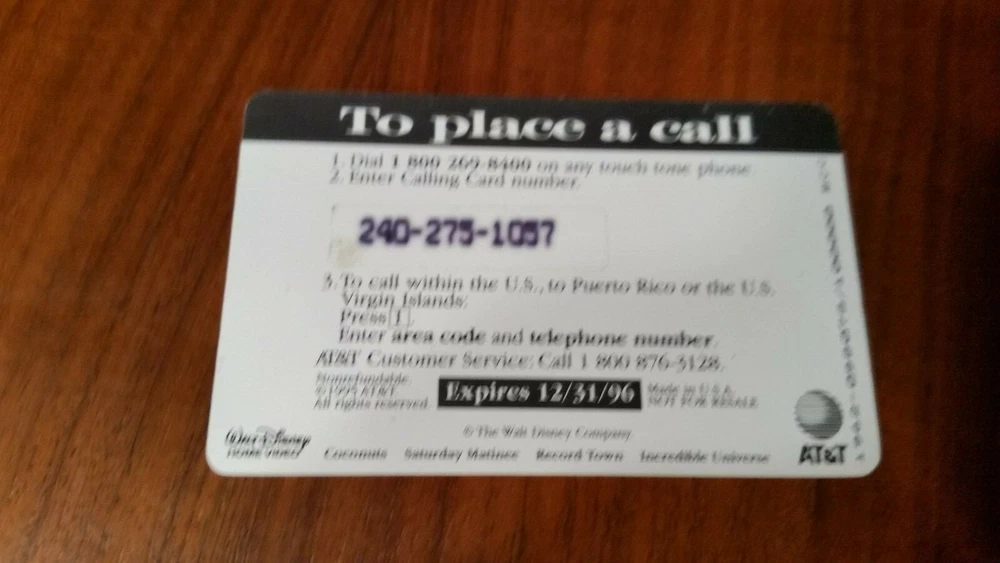 To place a call
1. Dial 1 800 269-8400 on any touch tone phone.
2. Enter Calling Card number.
240-275-1057
3. To call within the U.S., to Puerto Rico or the U.S.
Virgin Islands:
Press 1.
Enter area code and telephone number.
AT&T Customer Service: Call 1 800 876-3128.
Nonrefundable.
©1995 AT&T.
All rights reserved.
Expires 12/31/96
Made in U.S.A.
NOT FOR RESALE
© The Walt Disney Company
Walt Disney
HOME VIDEO
Coconuts Saturday Matinee Record Town Incredible Universe
AT&T